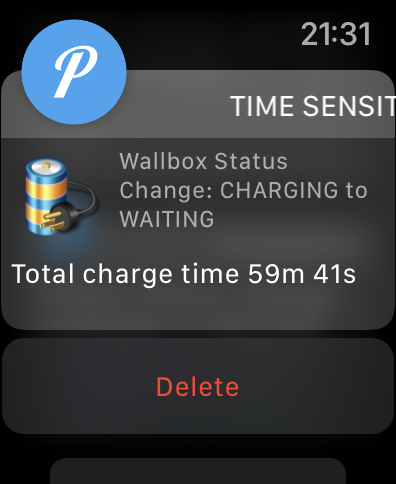 21:31
TIME SENSIT
Wallbox Status
Change: CHARGING to
WAITING
Total charge time 59m 41s
Delete